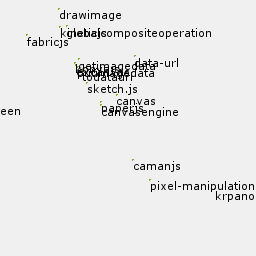 drawimage
kineticjs
globalcompositeoperation
fabricjs
data-url
getimagedata
todataurl
sketch.js
canvas
paperjs
canvasengine
een
camanjs
pixel-manipulation
krpano